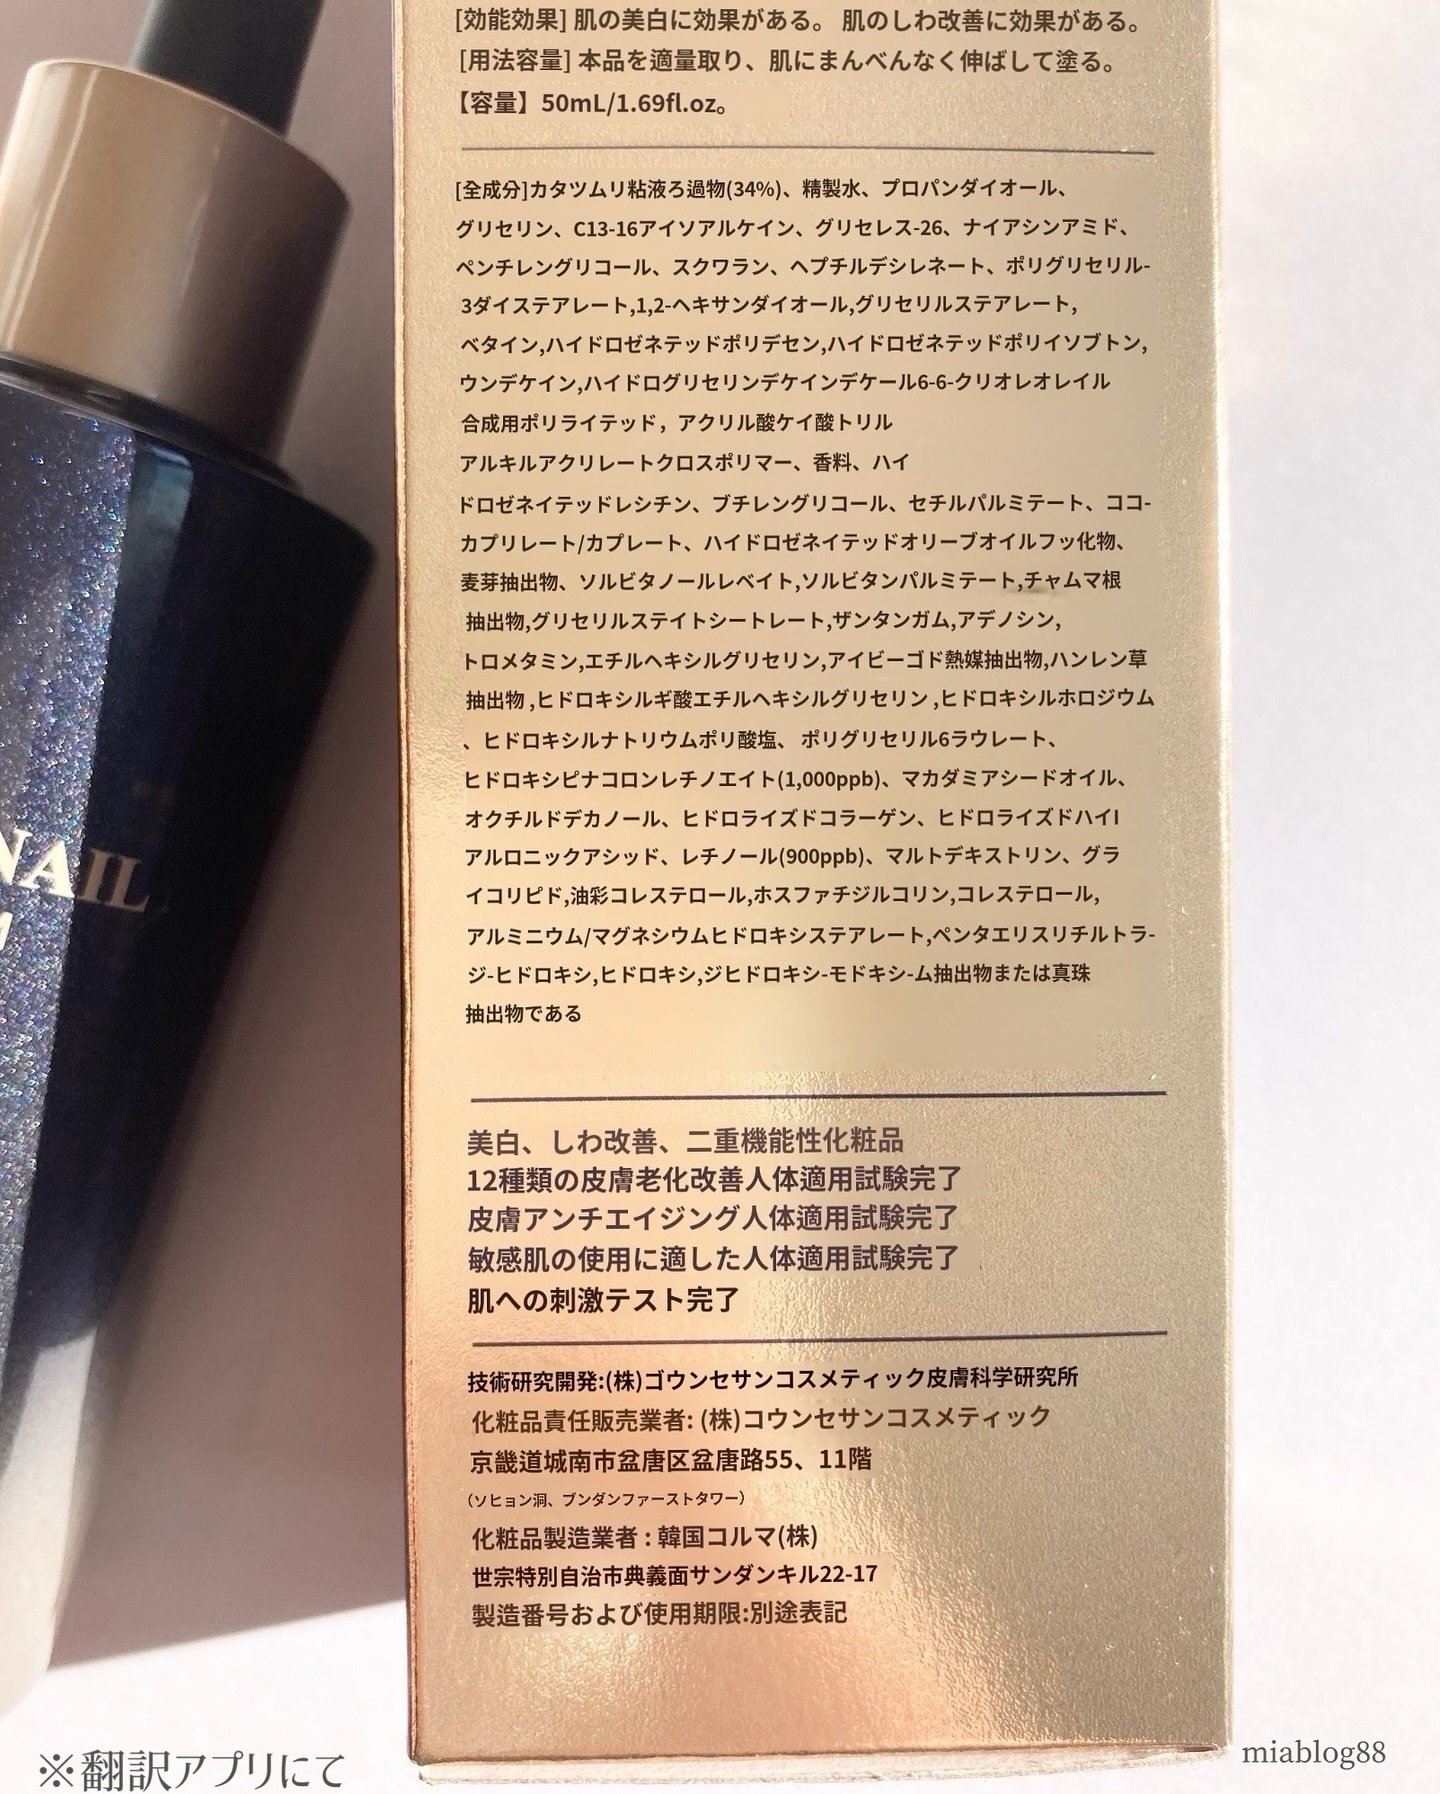 [効能効果] 肌の美白に効果がある。 肌のしわ改善に効果がある。
[用法容量] 本品を適量取り、肌にまんべんなく伸ばして塗る。
【容量】50mL/1.69fl.oz。
[全成分]カタツムリ粘液ろ過物(34%)、精製水、プロパンダイオール、
グリセリン、C13-16アイソアルケイン、グリセレス-26、ナイアシンアミド、
ペンチレングリコール、スクワラン、ヘプチルデシレネート、ポリグリセリル-
3ダイステアレート,1,2-ヘキサンダイオール,グリセリルステアレート,
ベタイン,ハイドロゼネテッドポリデセン,ハイドロゼネテッドポリイソブトン,
ウンデケイン,ハイドログリセリンデケインデケール6-6-クリオレオレイル
合成用ポリライテッド，アクリル酸ケイ酸トリル
アルキルアクリレートクロスポリマー、香料、ハイ
ドロゼネイテッドレシチン、ブチレングリコール、セチルパルミテート、ココ-
カプリレート/カプレート、ハイドロゼネイテッドオリーブオイルフッ化物、
麦芽抽出物、ソルビタノールレベイト,ソルビタンパルミテート,チャムマ根
抽出物,グリセリルステイトシートレート,ザンタンガム,アデノシン,
トロメタミン,エチルヘキシルグリセリン,アイビーゴド熱媒抽出物,ハンレン草
抽出物 ,ヒドロキシルギ酸エチルヘキシルグリセリン ,ヒドロキシルホロジウム
、ヒドロキシルナトリウムポリ酸塩、 ポリグリセリル6ラウレート、
ヒドロキシピナコロンレチノエイト(1,000ppb)、マカダミアシードオイル、
オクチルドデカノール、ヒドロライズドコラーゲン、ヒドロライズドハイI
アルロニックアシッド、レチノール(900ppb)、マルトデキストリン、グラ
イコリピド,油彩コレステロール,ホスファチジルコリン,コレステロール,
アルミニウム/マグネシウムヒドロキシステアレート,ペンタエリスリチルトラ-
ジ-ヒドロキシ,ヒドロキシ,ジヒドロキシ-モドキシ-ム抽出物または真珠
抽出物である
美白、しわ改善、二重機能性化粧品
12種類の皮膚老化改善人体適用試験完了
皮膚アンチエイジング人体適用試験完了
敏感肌の使用に適した人体適用試験完了
肌への刺激テスト完了
技術研究開発:(株)ゴウンセサンコスメティック皮膚科学研究所
化粧品責任販売業者: (株)コウンセサンコスメティック
京畿道城南市盆唐区盆唐路55、11階
（ソヒョン洞、ブンダンファーストタワー）
化粧品製造業者 : 韓国コルマ(株)
世宗特別自治市典義面サンダンキル22-17
製造番号および使用期限:別途表記
NAIL
※翻訳アプリにて
miablog88